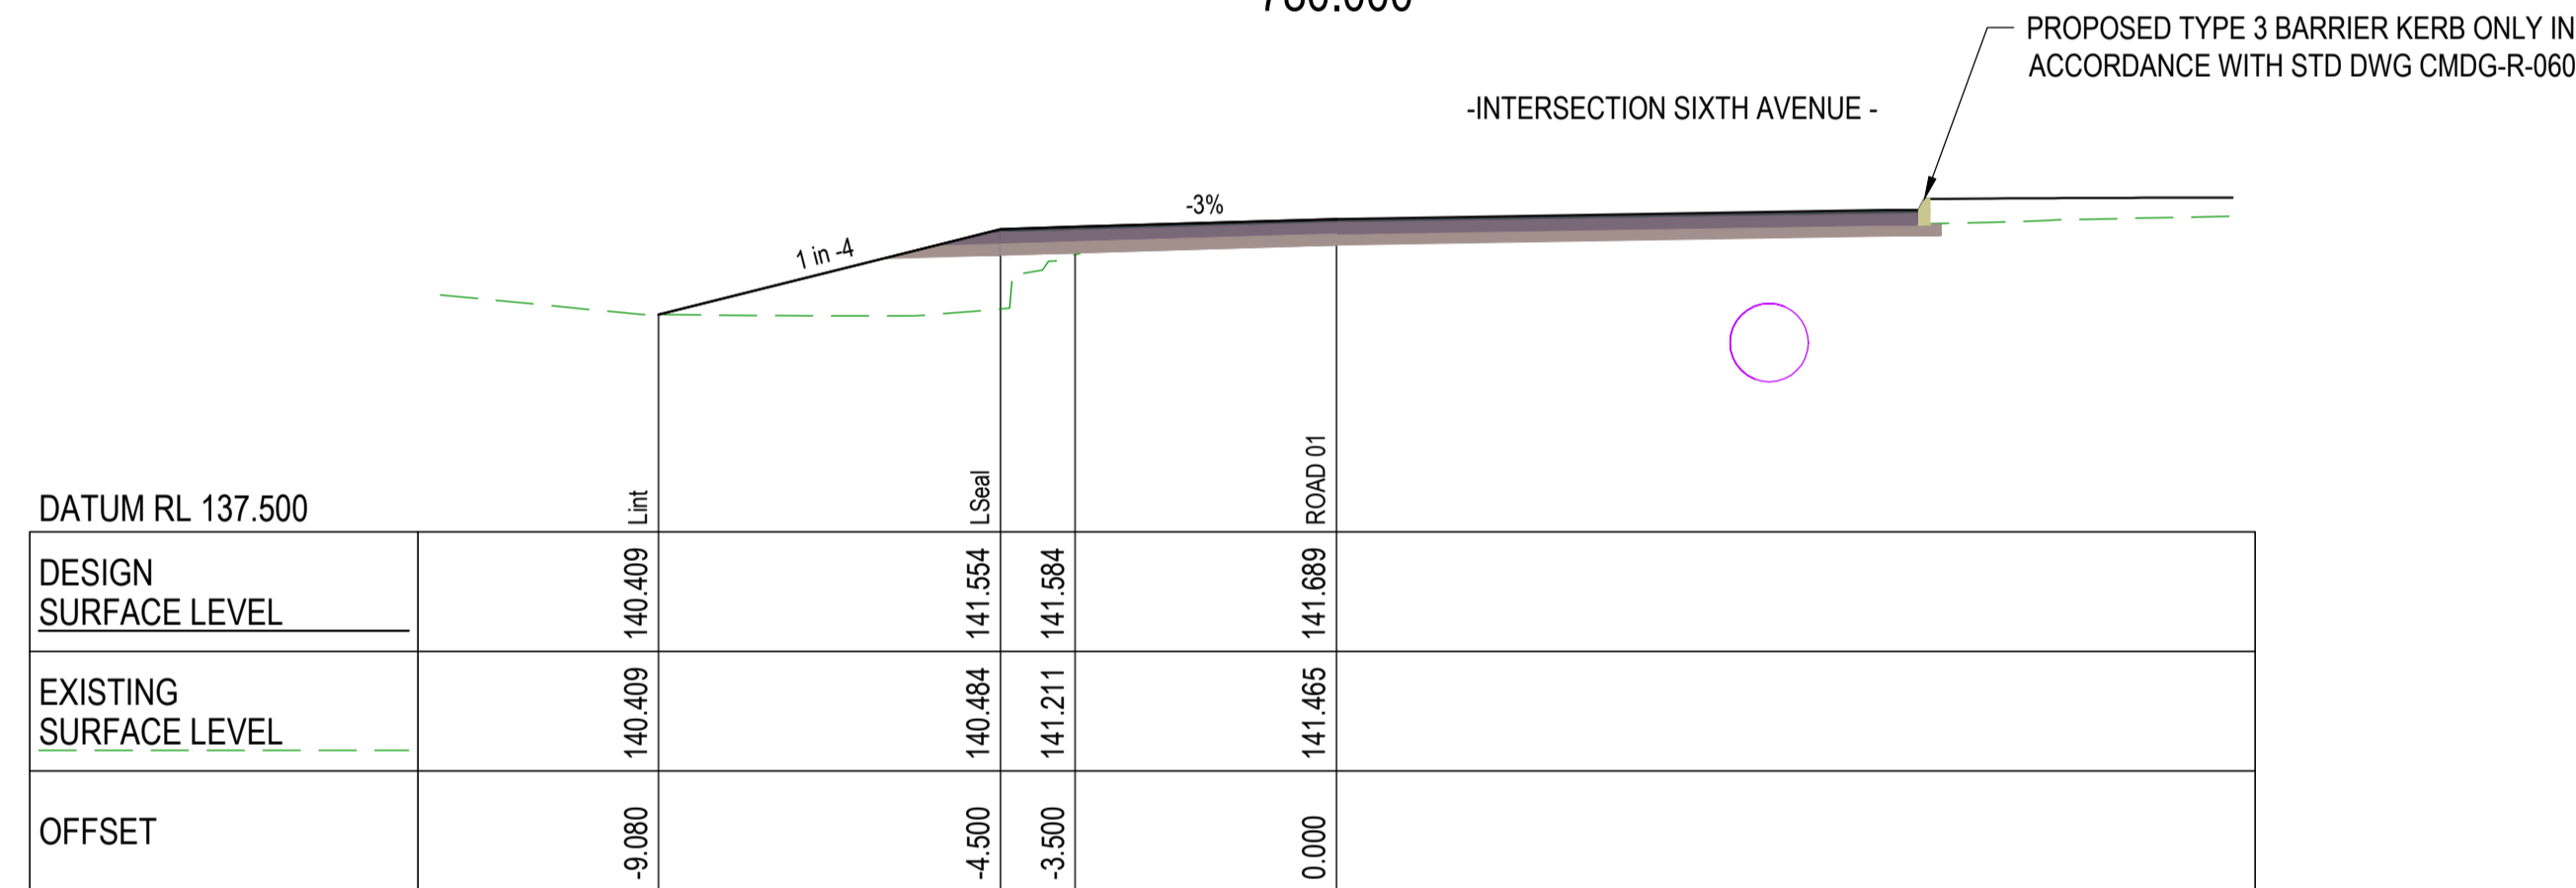 PROPOSED TYPE 3 BARRIER KERB ONLY IN
ACCORDANCE WITH STD DWG CMDG-R-060
-INTERSECTION SIXTH AVENUE -
-3%
1 in -4
DATUM RL 137.500
Lint
LSeal
ROAD 01
DESIGN
SURFACE LEVEL
140.409
141.554
141.584
141.689
EXISTING
SURFACE LEVEL
140.409
140.484
141.211
141.465
OFFSET
-9.080
-4.500
-3.500
0.000